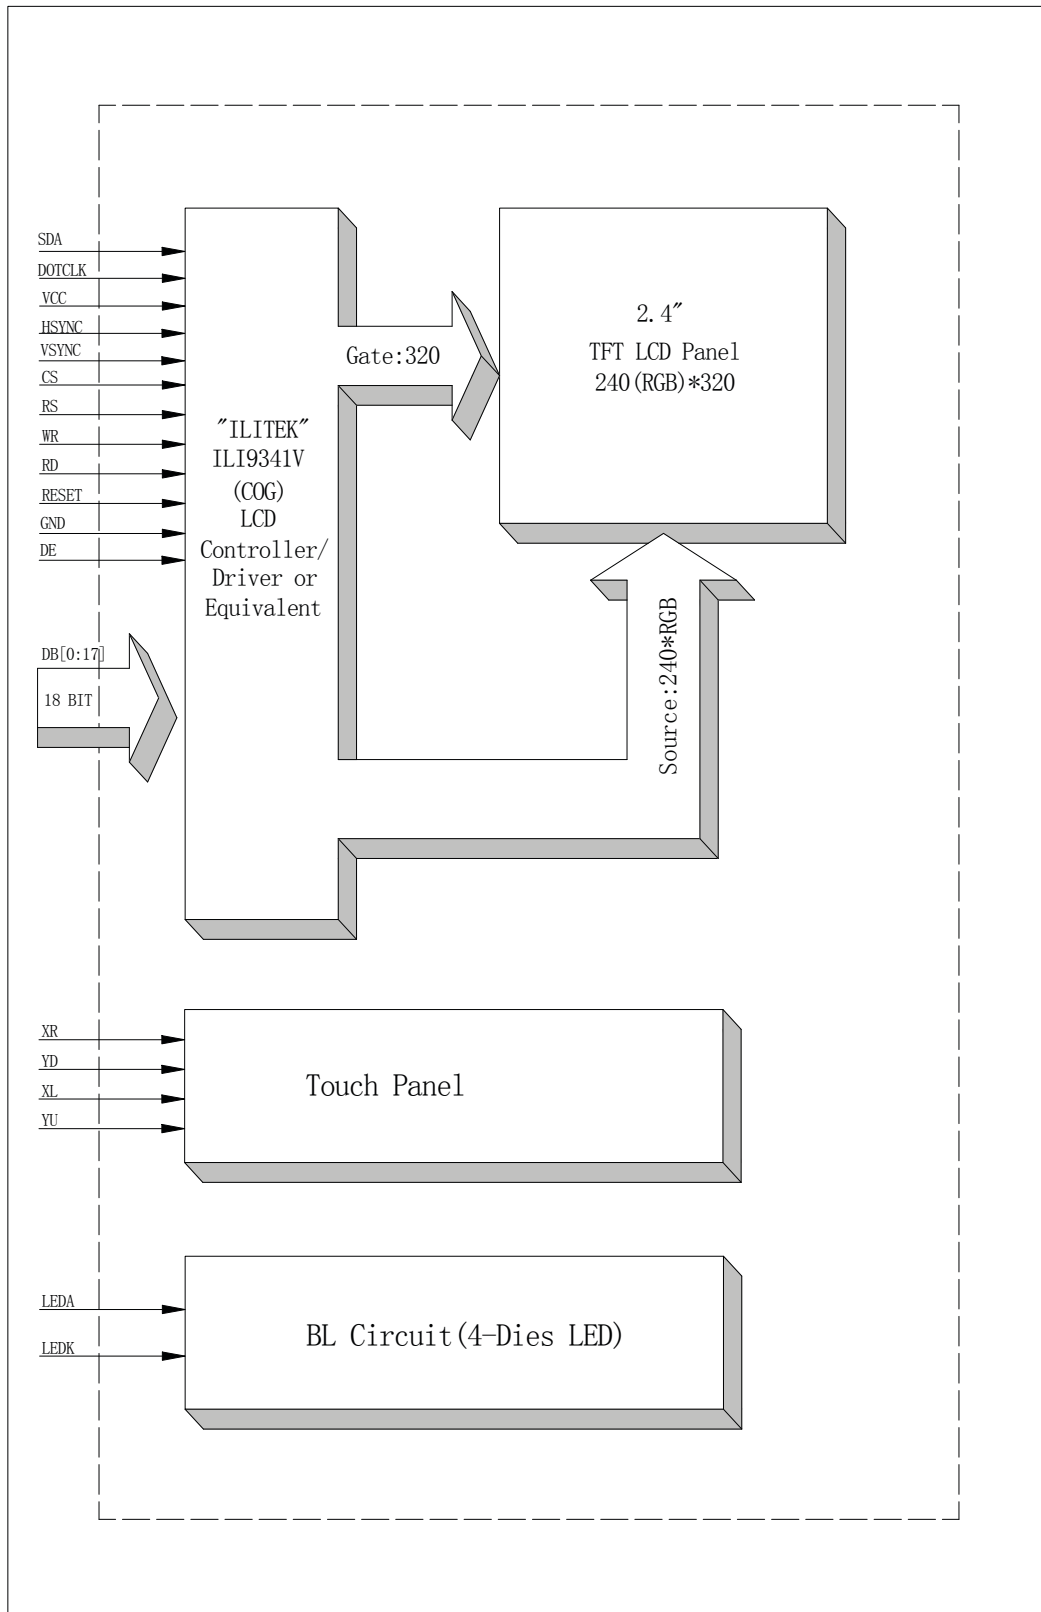 SDA
DOTCLK
VCC
HSYNC
VSYNC
CS
RS
WR
RD
RESET
GND
DE
DB[0:17]
18 BIT
"ILITEK"
ILI9341V
(COG)
LCD
Controller/
Driver or
Equivalent
Gate:320
2.4"
TFT LCD Panel
240(RGB)*320
Source:240*RGB
XR
YD
XL
YU
Touch Panel
LEDA
LEDK
BL Circuit(4-Dies LED)